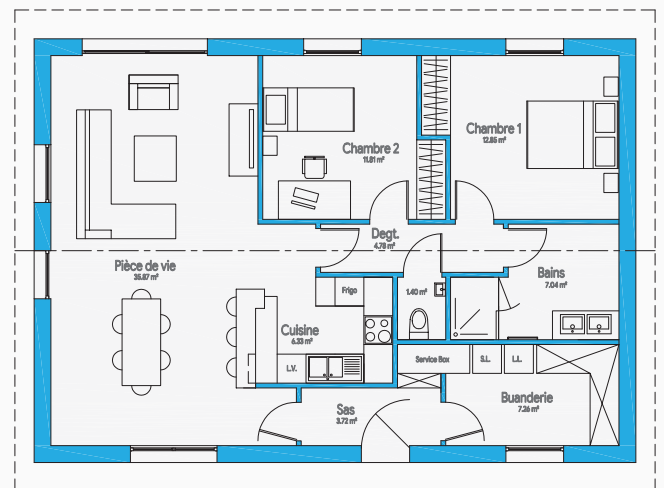 Chambre 1
12.85 m²
Chambre 2
11.81 m²
Degt.
4.78 m²
Pièce de vie
35.87 m²
Bains
7.04 m²
1.40 m²
Frigo
Cuisine
6.33 m²
L.V.
Service Box
S.L.
L.L.
Buanderie
7.26 m²
Sas
3.72 m²